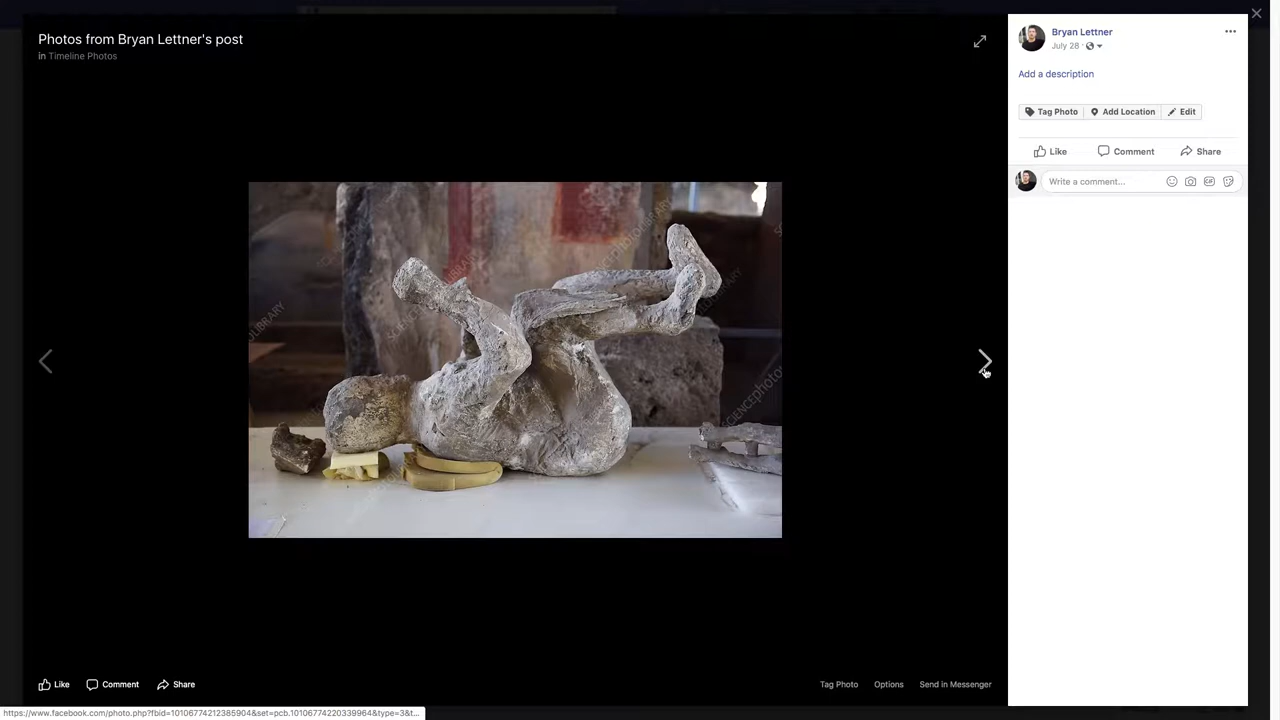 Photos from Bryan Lettner's post
in Timeline Photos
Bryan Lettner
July 28
Add a description
Tag Photo
Add Location
Edit
Like
Comment
Share
Write a comment...
GIF
Like
Comment
Share
Tag Photo
Options
Send in Messenger
https://www.facebook.com/photo.php?fbid=10106774212385904&set=pcb.10106774220339964&type=3&t...